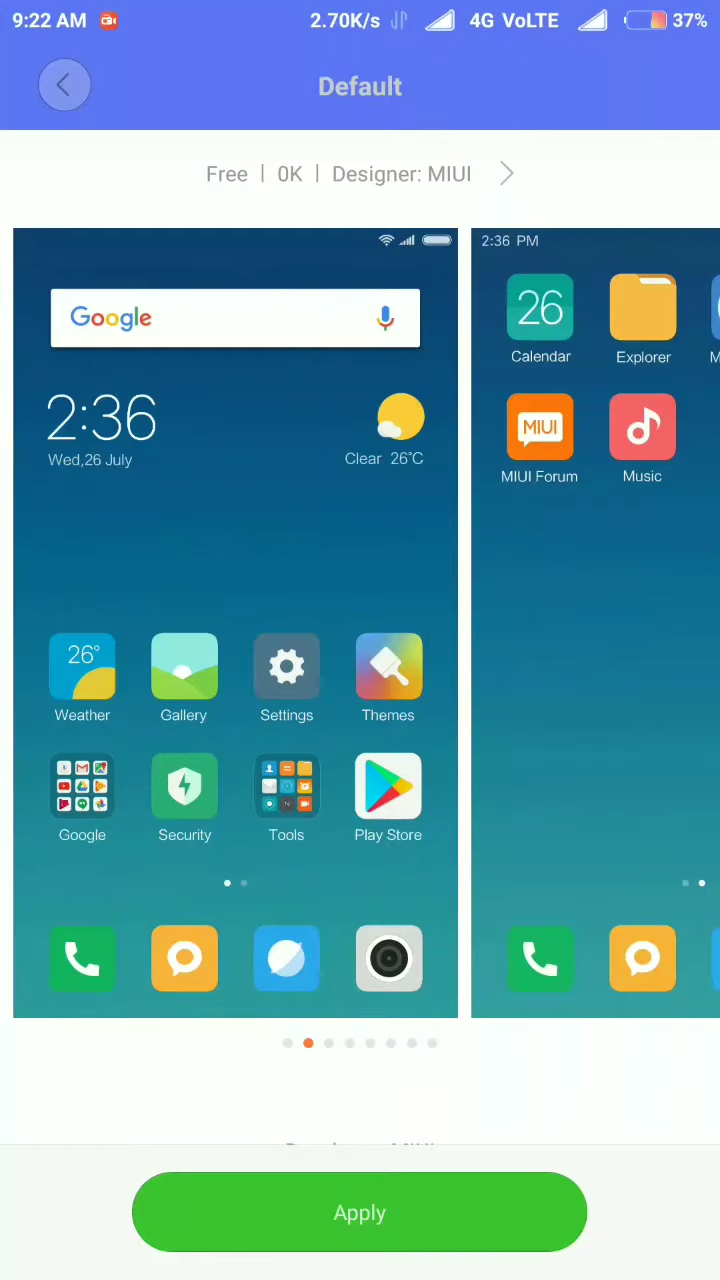 9:22 AM 2.70K/s 4G VoLTE 37%
Default
Free | 0K | Designer: MIUI
2:36 PM
Google
26
Calendar Explorer
2:36
Wed,26 July
Clear 26°C
MIUI
MIUI Forum Music
26°
Weather Gallery Settings Themes
Google Security Tools Play Store
Apply